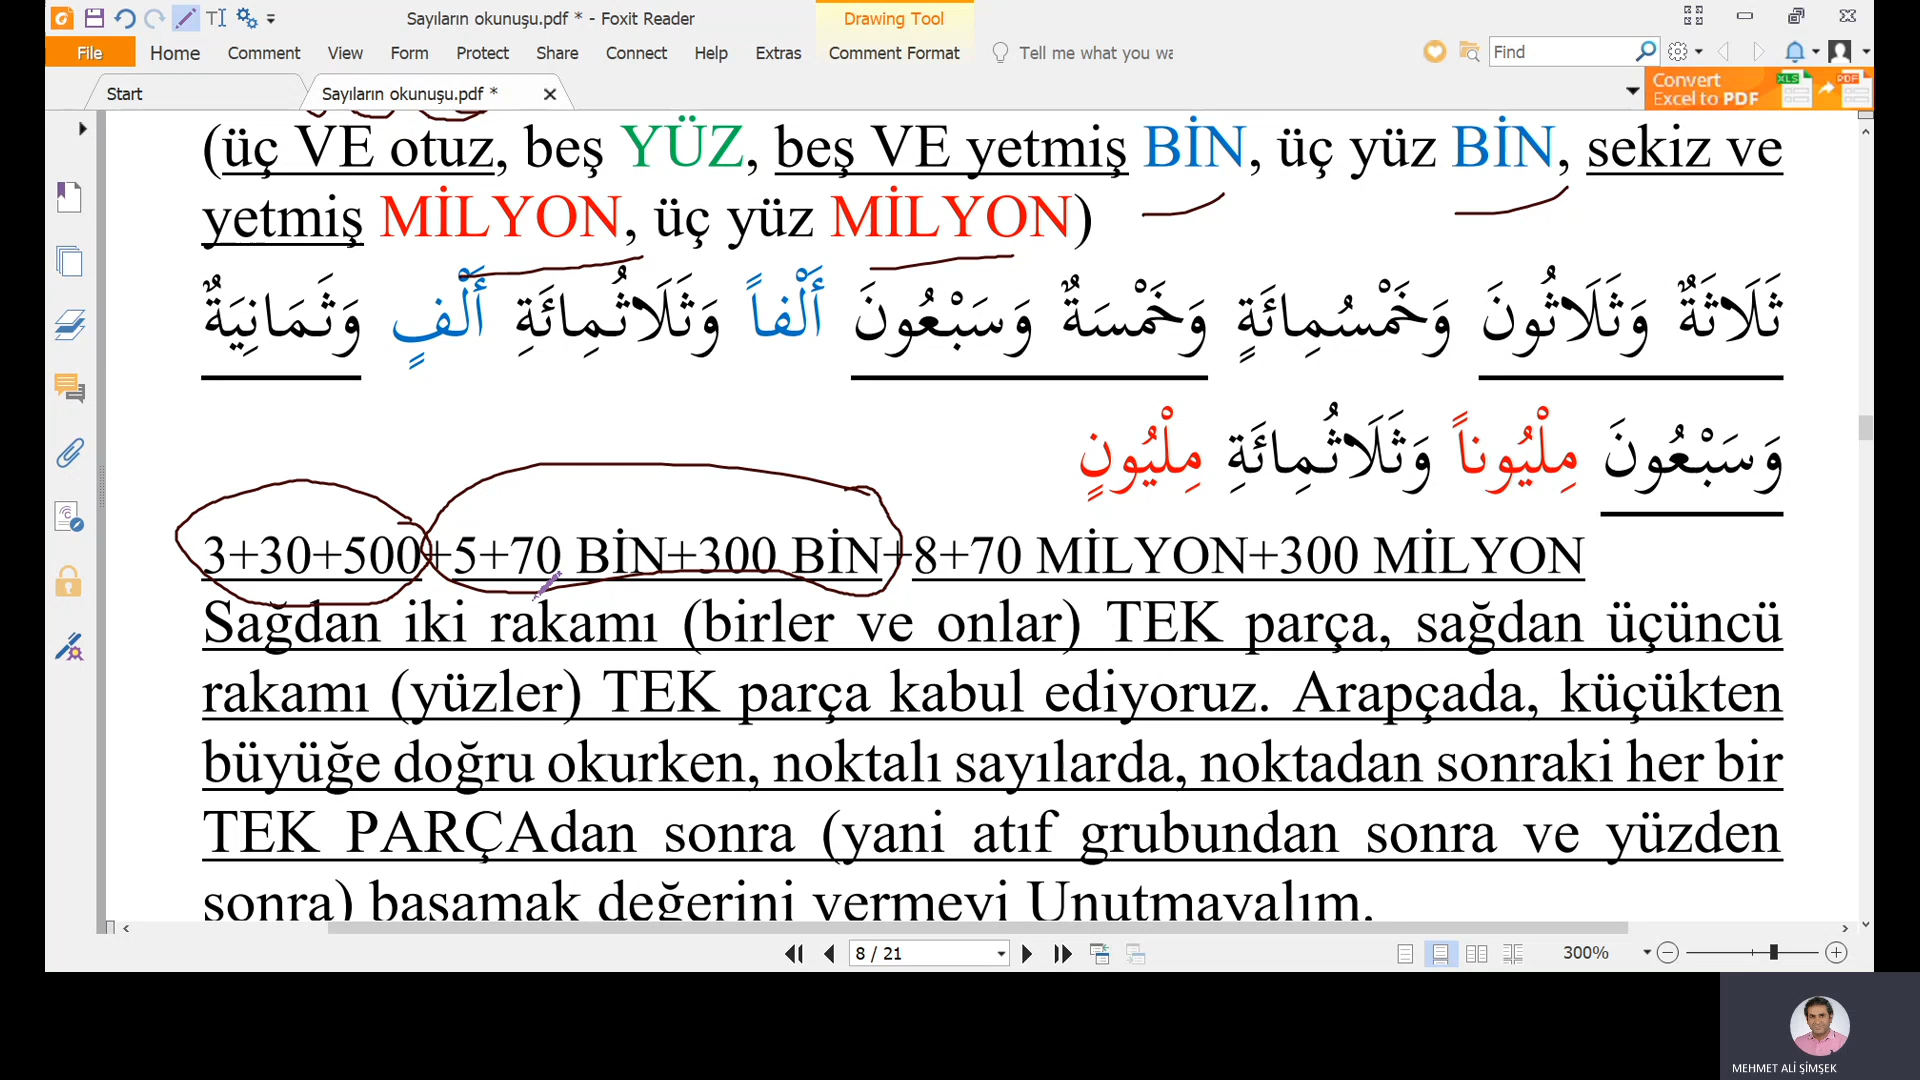 Sayıların okunuşu.pdf * - Foxit Reader
Drawing Tool
File Home Comment View Form Protect Share Connect Help Extras Comment Format Tell me what you wa Find
Start Sayıların okunuşu.pdf *
Convert
Excel to PDF
(üç VE otuz, beş YÜZ, beş VE yetmiş BİN, üç yüz BİN, sekiz ve
yetmiş MİLYON, üç yüz MİLYON)
ثَلَاثَةٌ وَثَلَاثُونَ وَخَمْسُمِائَةٍ وَخَمْسَةٌ وَسَبْعُونَ أَلْفاً وَثَلَاثُمِائَةِ أَلْفٍ وَثَمَانِيَةٌ
وَسَبْعُونَ مِلْيُوناً وَثَلَاثُمِائَةِ مِلْيُونٍ
3+30+500+5+70 BİN+300 BİN+8+70 MİLYON+300 MİLYON
Sağdan iki rakamı (birler ve onlar) TEK parça, sağdan üçüncü
rakamı (yüzler) TEK parça kabul ediyoruz. Arapçada, küçükten
büyüğe doğru okurken, noktalı sayılarda, noktadan sonraki her bir
TEK PARÇAdan sonra (yani atıf grubundan sonra ve yüzden
sonra) basamak değerini vermeyi Unutmayalım.
8 / 21
300%
MEHMET ALİ ŞİMŞEK